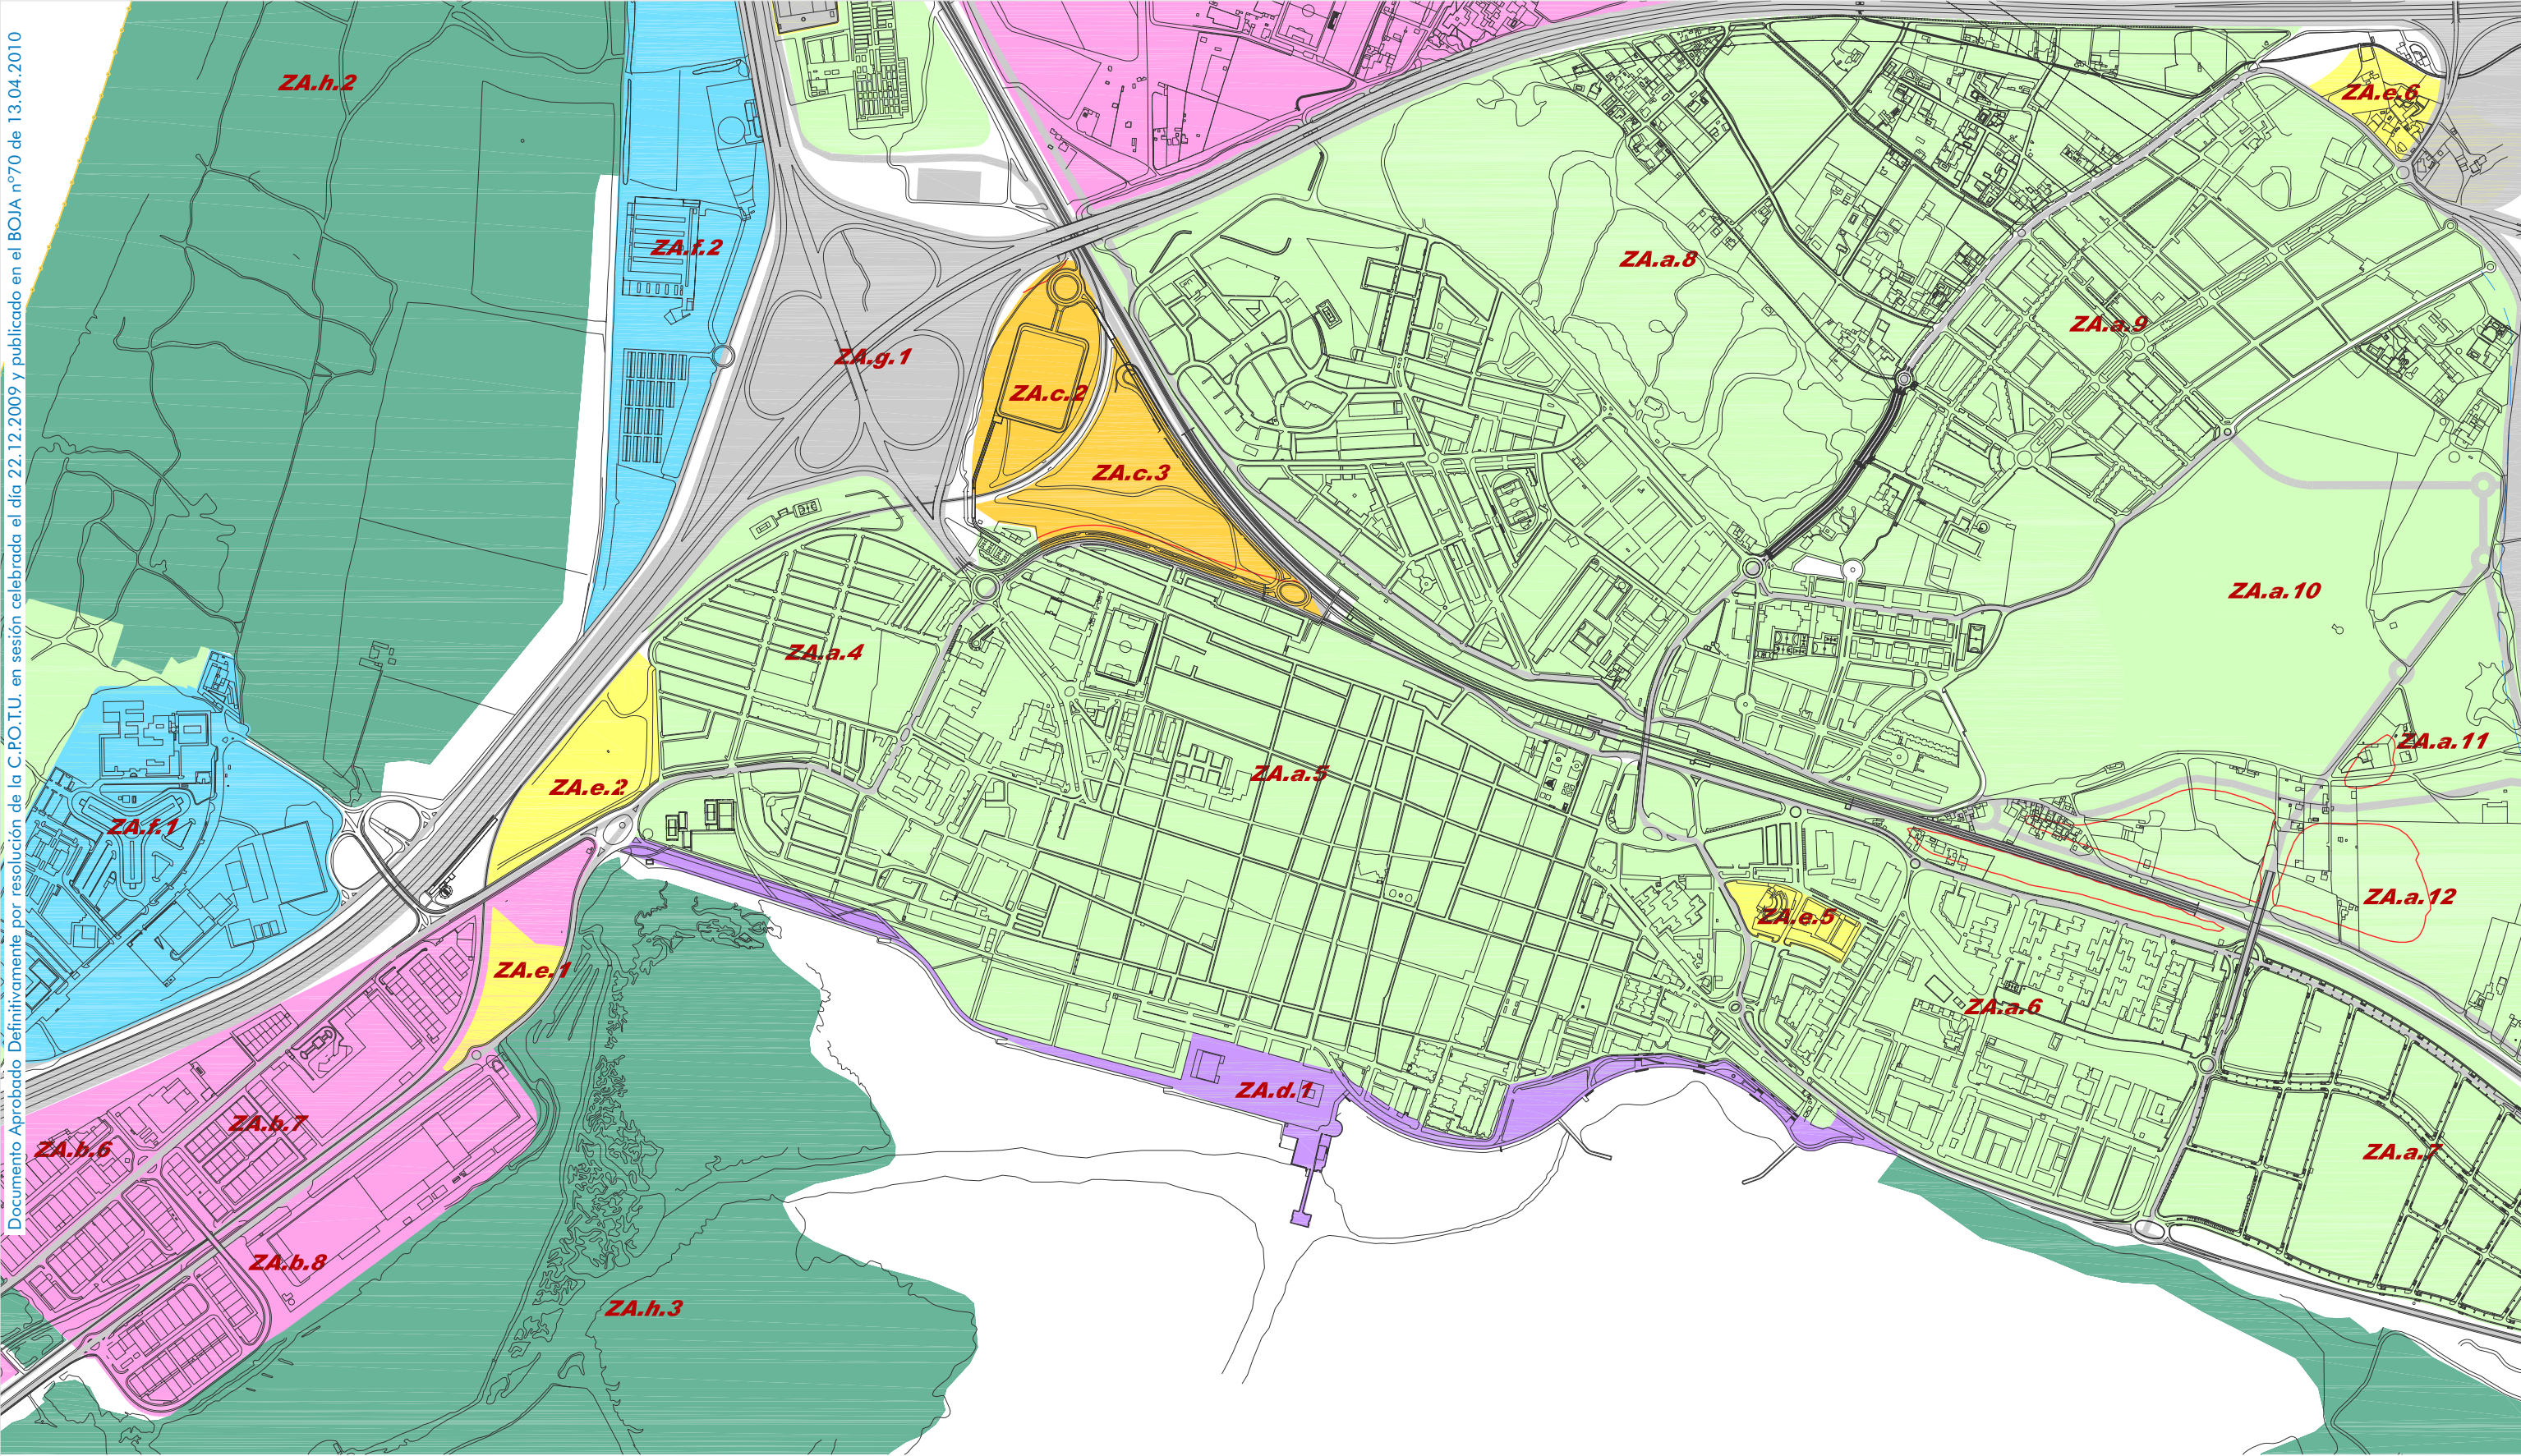 Documento Aprobado Definitivamente por resolución de la C.P.O.T.U. en sesión celebrada el día 22.12.2009 y publicado en el BOJA nº70 de 13.04.2010
ZA.h.2
ZA.e.6
ZA.f.2
ZA.a.8
ZA.a.9
ZA.g.1
ZA.c.2
ZA.c.3
ZA.a.10
ZA.a.4
ZA.a.11
ZA.a.5
ZA.e.2
ZA.f.1
ZA.a.12
ZA.e.5
ZA.e.1
ZA.a.6
ZA.d.1
ZA.b.7
ZA.b.6
ZA.a.7
ZA.b.8
ZA.h.3